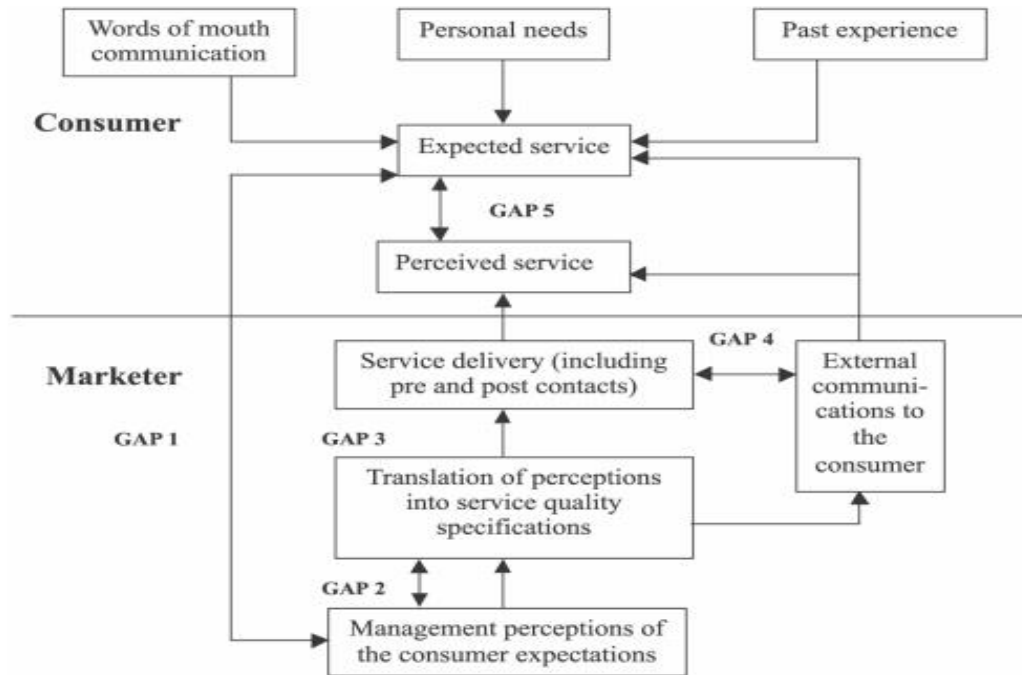 Words of mouth
communication
Personal needs
Past experience
Consumer
Expected service
GAP 5
Perceived service
GAP 4
Marketer
Service delivery (including
pre and post contacts)
External
communi-
cations to
the
consumer
GAP 1
GAP 3
Translation of perceptions
into service quality
specifications
GAP 2
Management perceptions of
the consumer expectations